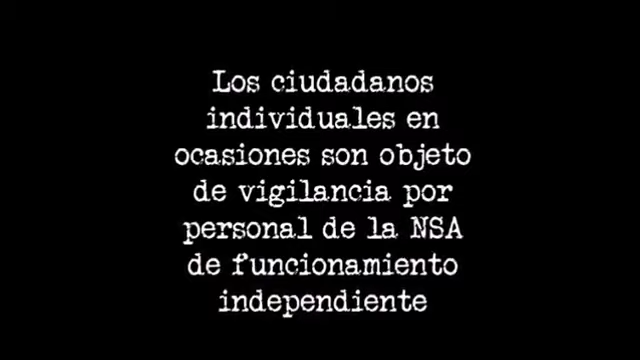 Los ciudadanos
individuales en
ocasiones son objeto
de vigilancia por
personal de la NSA
de funcionamiento
independiente